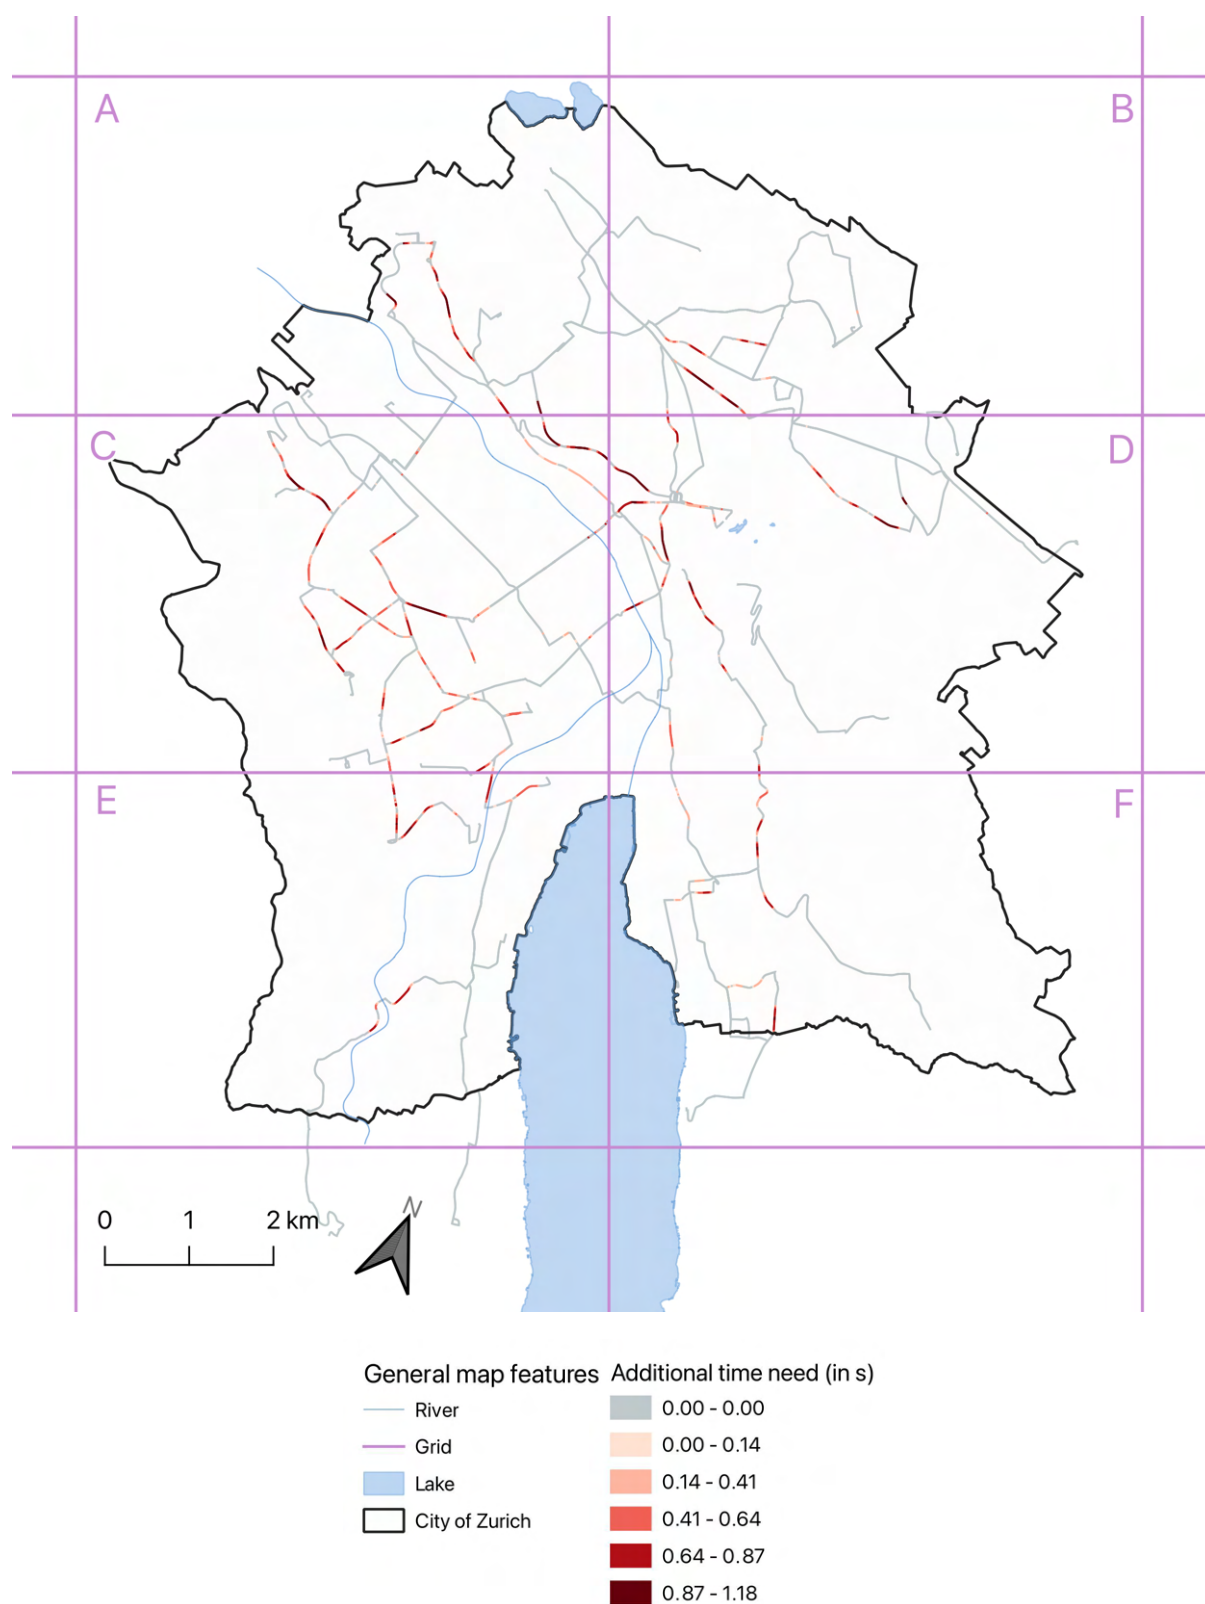 A
B
C
D
E
F
0 1 2 km
N
General map features
River
Grid
Lake
City of Zurich
Additional time need (in s)
0.00 - 0.00
0.00 - 0.14
0.14 - 0.41
0.41 - 0.64
0.64 - 0.87
0.87 - 1.18